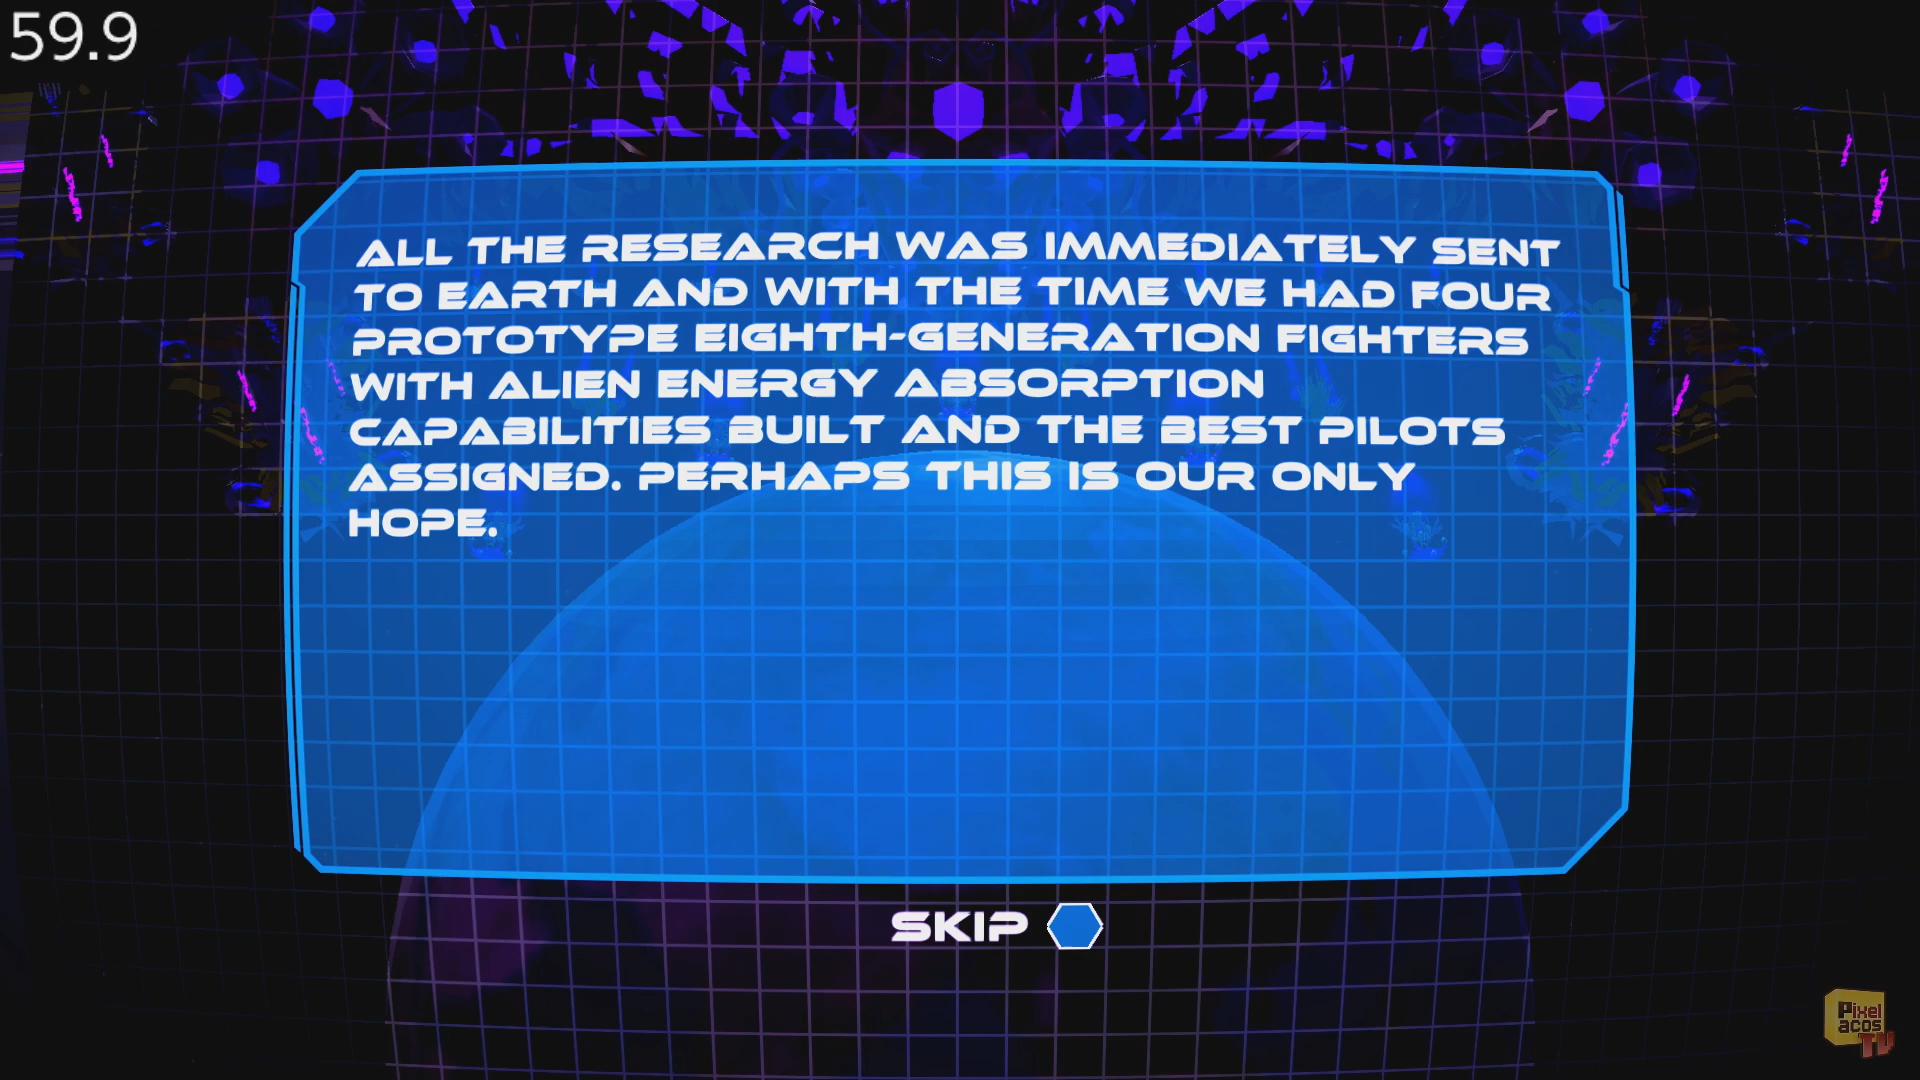 59.9
ALL THE RESEARCH WAS IMMEDIATELY SENT
TO EARTH AND WITH THE TIME WE HAD FOUR
PROTOTYPE EIGHTH-GENERATION FIGHTERS
WITH ALIEN ENERGY ABSORPTION
CAPABILITIES BUILT AND THE BEST PILOTS
ASSIGNED. PERHAPS THIS IS OUR ONLY
HOPE.
SKIP
Pixel
acos
TV